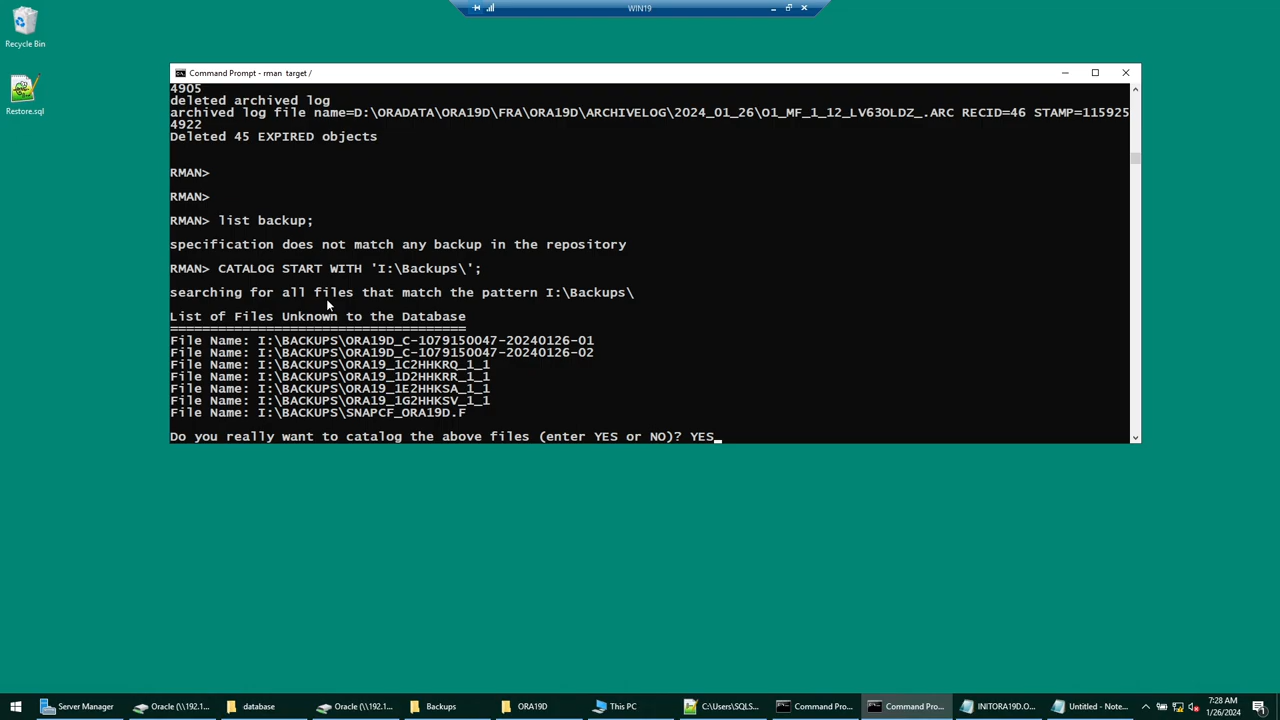 WIN19
Recycle Bin
Restore.sql
Command Prompt - rman target /
4905
deleted archived log
archived log file name=D:\ORADATA\ORA19D\FRA\ORA19D\ARCHIVELOG\2024_01_26\O1_MF_1_12_LV63OLDZ_.ARC RECID=46 STAMP=115925
4922
Deleted 45 EXPIRED objects
RMAN>
RMAN>
RMAN> list backup;
specification does not match any backup in the repository
RMAN> CATALOG START WITH 'I:\Backups\';
searching for all files that match the pattern I:\Backups\
List of Files Unknown to the Database
=====================================
File Name: I:\BACKUPS\ORA19D_C-1079150047-20240126-01
File Name: I:\BACKUPS\ORA19D_C-1079150047-20240126-02
File Name: I:\BACKUPS\ORA19_1C2HHKRQ_1_1
File Name: I:\BACKUPS\ORA19_1D2HHKRR_1_1
File Name: I:\BACKUPS\ORA19_1E2HHKSA_1_1
File Name: I:\BACKUPS\ORA19_1G2HHKSV_1_1
File Name: I:\BACKUPS\SNAPCF_ORA19D.F
Do you really want to catalog the above files (enter YES or NO)? YES_
Server Manager
Oracle (\\192.1...
database
Oracle (\\192.1...
Backups
ORA19D
This PC
C:\Users\SQLS...
Command Pro...
Command Pro...
INITORA19D.O...
Untitled - Note...
7:28 AM
1/26/2024
1